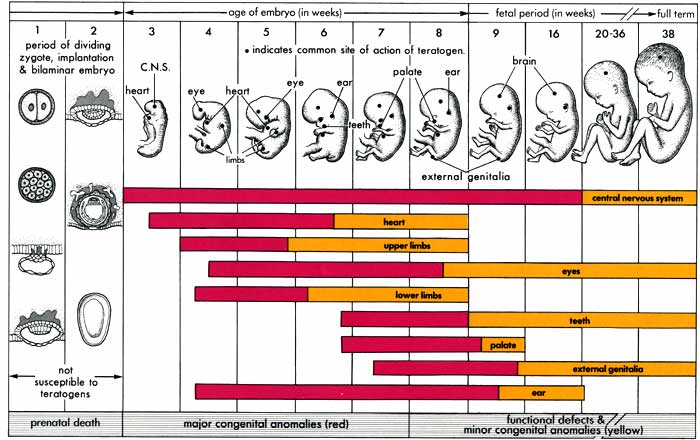 age of embryo (in weeks)
fetal period (in weeks)
full term
1
2
3
4
5
6
7
8
9
16
20-36
38
period of dividing
zygote, implantation
& bilaminar embryo
• indicates common site of action of teratogen.
C.N.S.
heart
eye
heart
limbs
eye
ear
teeth
palate
ear
external genitalia
brain
central nervous system
heart
upper limbs
eyes
lower limbs
teeth
palate
external genitalia
ear
not
susceptible to
teratogens
prenatal death
major congenital anomalies (red)
functional defects &
minor congenital anomalies (yellow)